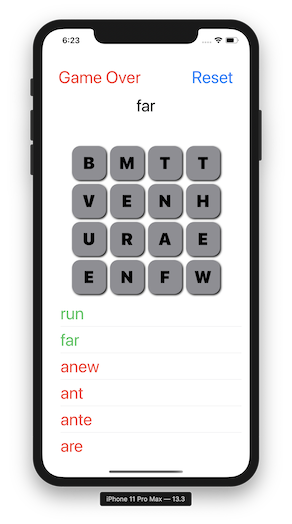 6:23
Game Over Reset
far
B M T T
V E N H
U R A E
E N F W
run
far
anew
ant
ante
are
iPhone 11 Pro Max — 13.3